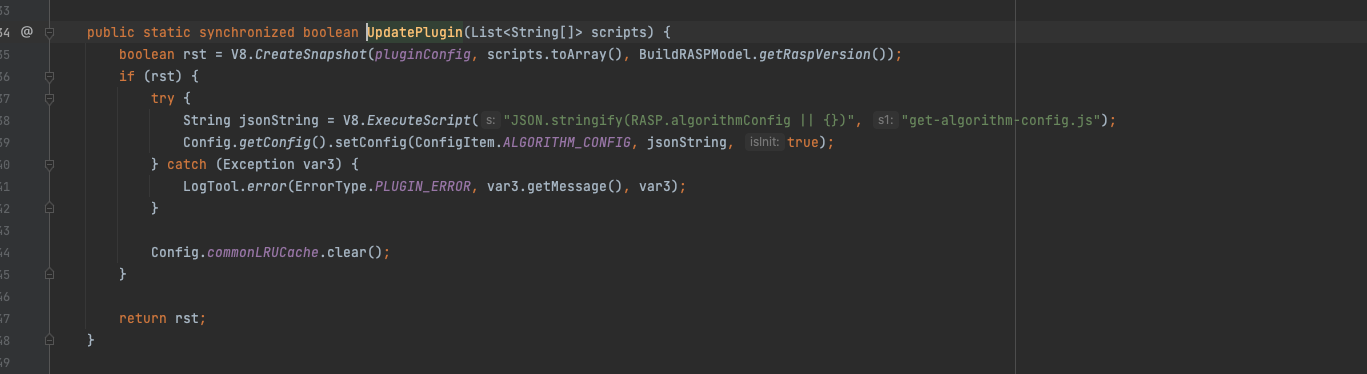 33
34 @ public static synchronized boolean UpdatePlugin(List<String[]> scripts) {
35 boolean rst = V8.CreateSnapshot(pluginConfig, scripts.toArray(), BuildRASPModel.getRaspVersion());
36 if (rst) {
37 try {
38 String jsonString = V8.ExecuteScript( s: "JSON.stringify(RASP.algorithmConfig || {})", s1: "get-algorithm-config.js");
39 Config.getConfig().setConfig(ConfigItem.ALGORITHM_CONFIG, jsonString, isInit: true);
40 } catch (Exception var3) {
41 LogTool.error(ErrorType.PLUGIN_ERROR, var3.getMessage(), var3);
42 }
43
44 Config.commonLRUCache.clear();
45 }
46
47 return rst;
48 }
49